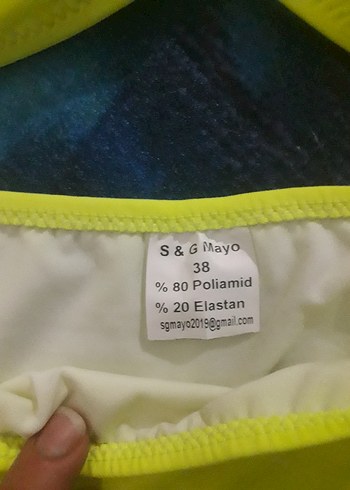 S & G Mayo
38
% 80 Poliamid
% 20 Elastan
sgmayo2019@gmail.com